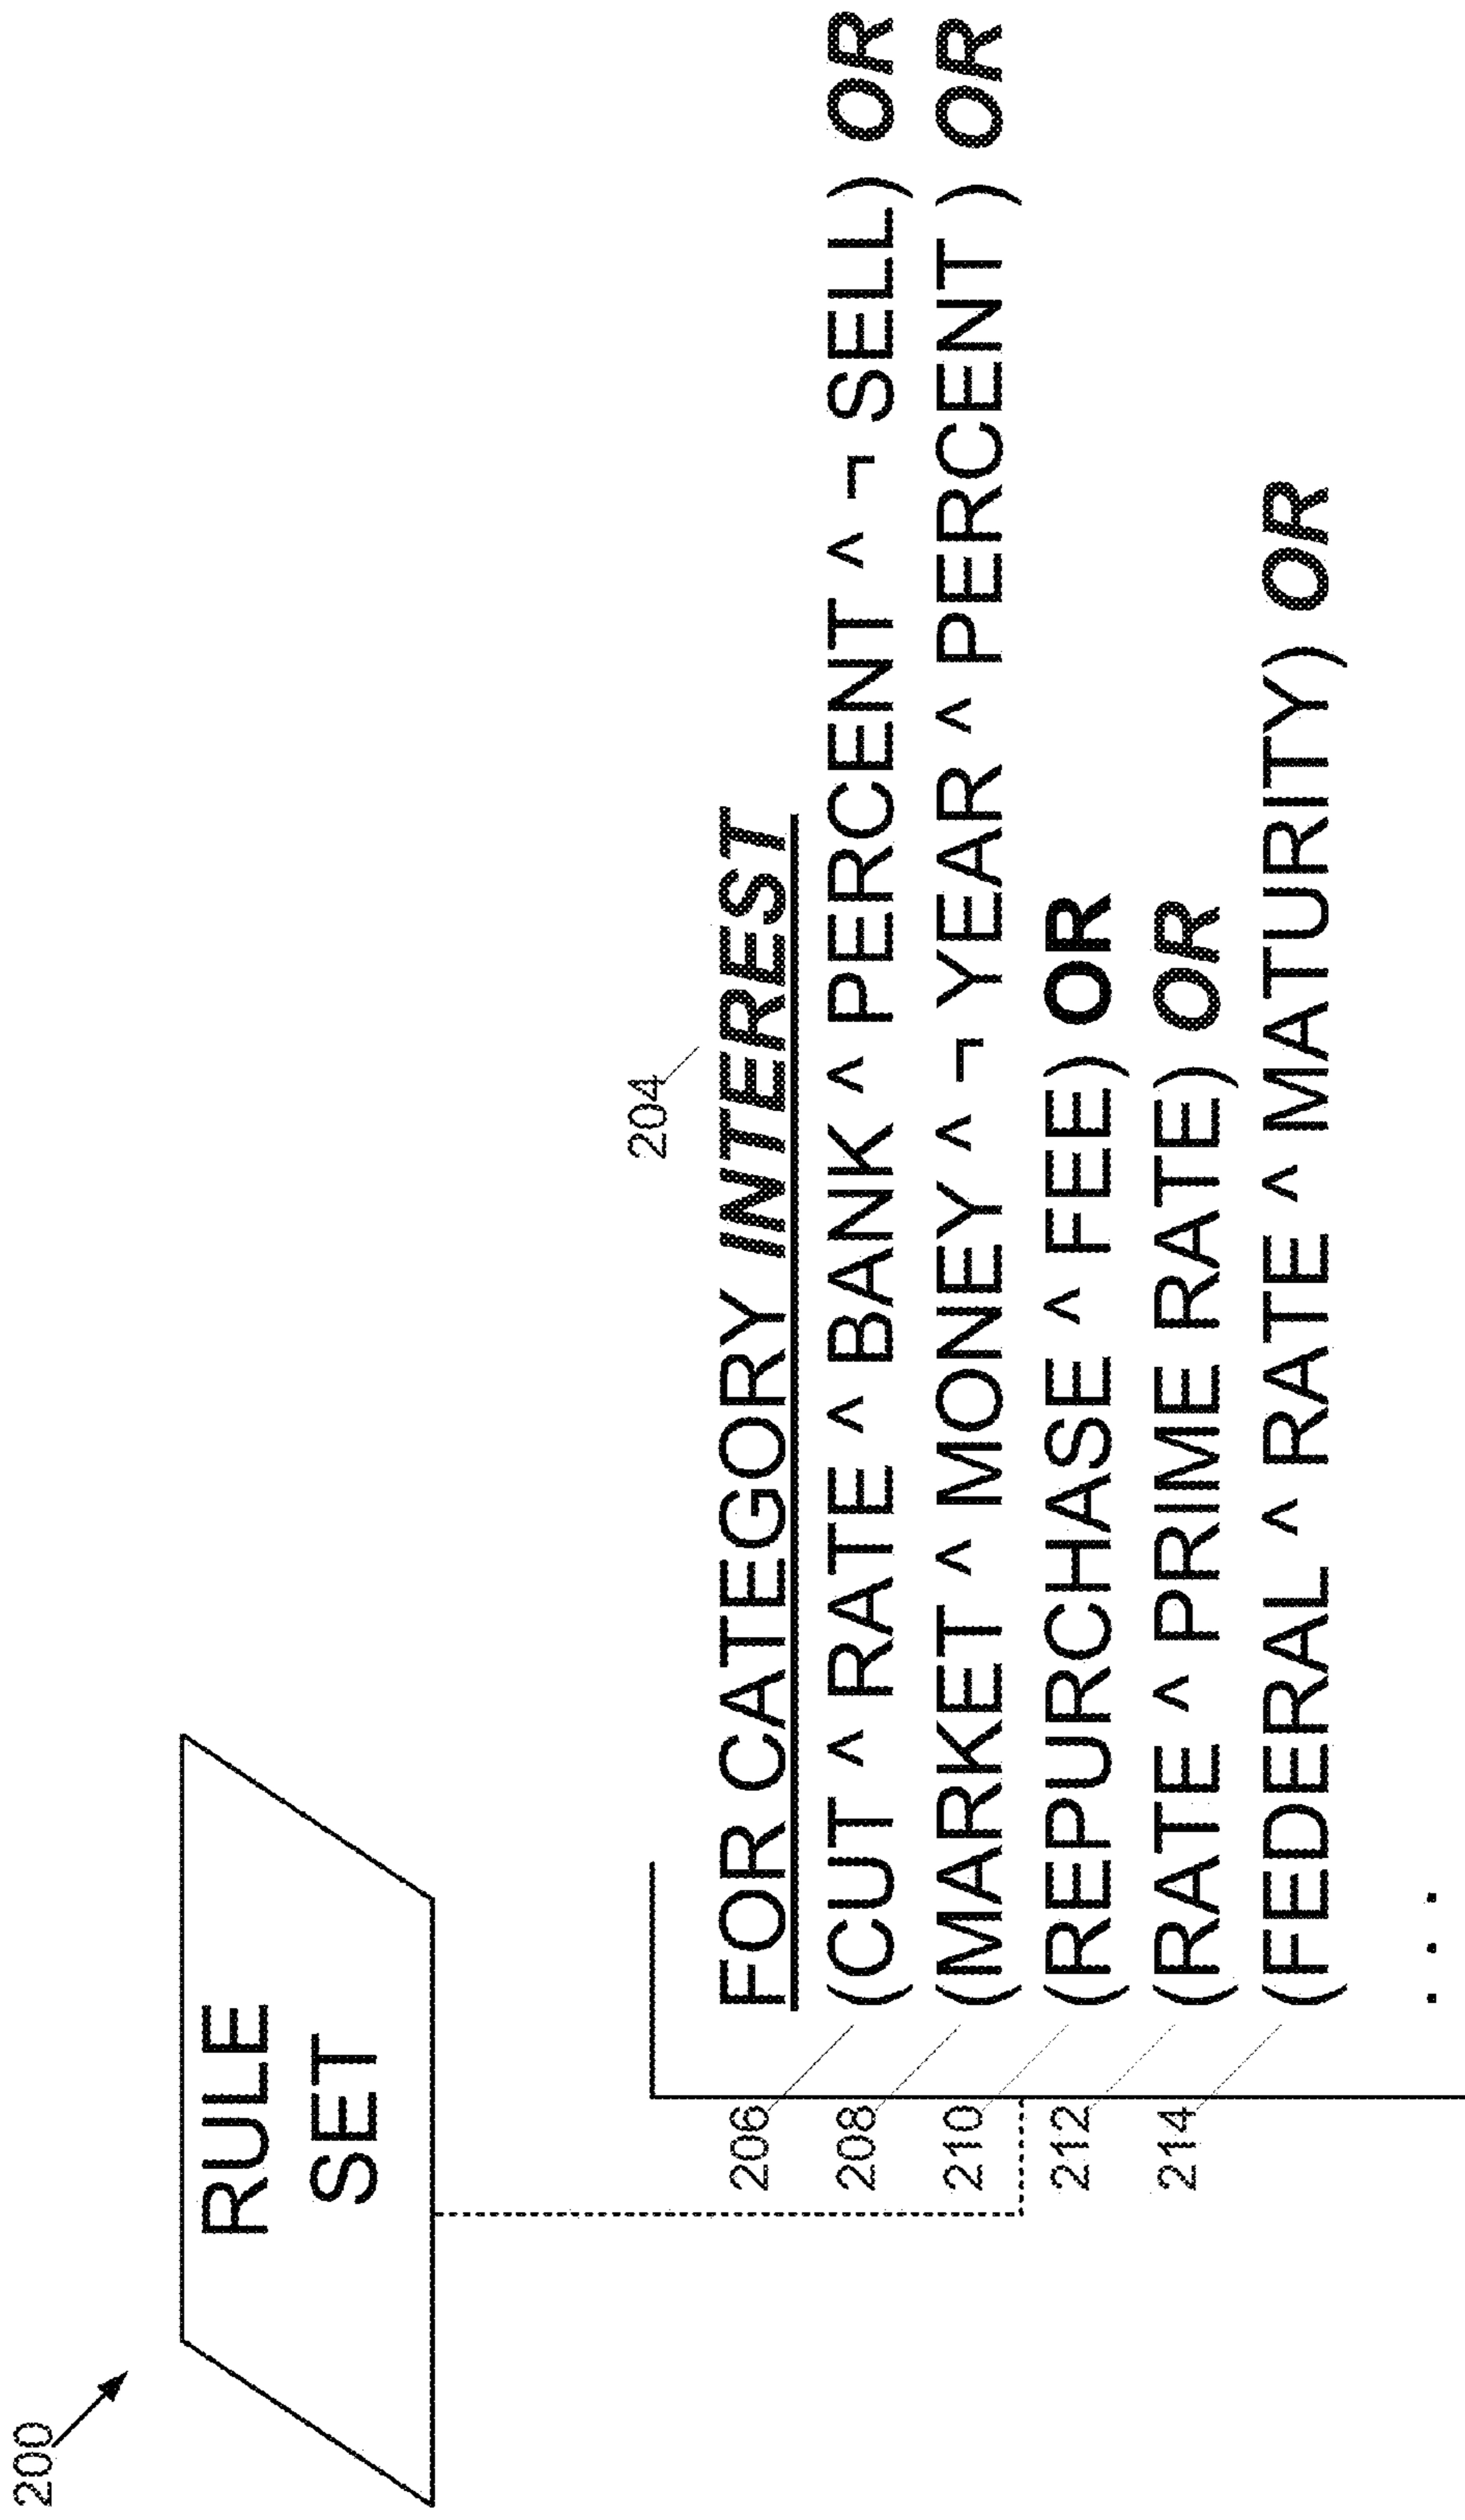 200
RULE
SET
204
FOR CATEGORY INTEREST
206 (CUT ^ RATE ^ BANK ^ PERCENT ^ ¬ SELL) OR
208 (MARKET ^ MONEY ^ ¬ YEAR ^ PERCENT ) OR
210 (REPURCHASE ^ FEE) OR
212 (RATE ^ PRIME RATE) OR
214 (FEDERAL ^ RATE ^ MATURITY) OR
. . .